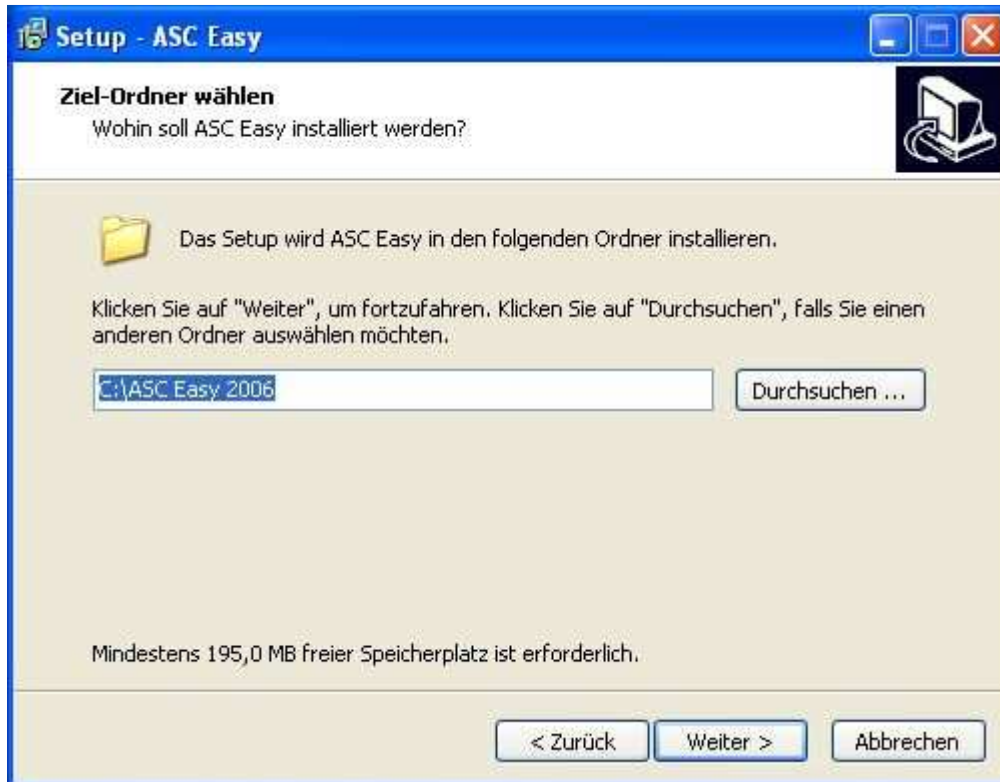 Setup - ASC Easy
Ziel-Ordner wählen
Wohin soll ASC Easy installiert werden?
Das Setup wird ASC Easy in den folgenden Ordner installieren.
Klicken Sie auf "Weiter", um fortzufahren. Klicken Sie auf "Durchsuchen", falls Sie einen
anderen Ordner auswählen möchten.
C:\ASC Easy 2006 Durchsuchen ...
Mindestens 195,0 MB freier Speicherplatz ist erforderlich.
< Zurück Weiter > Abbrechen